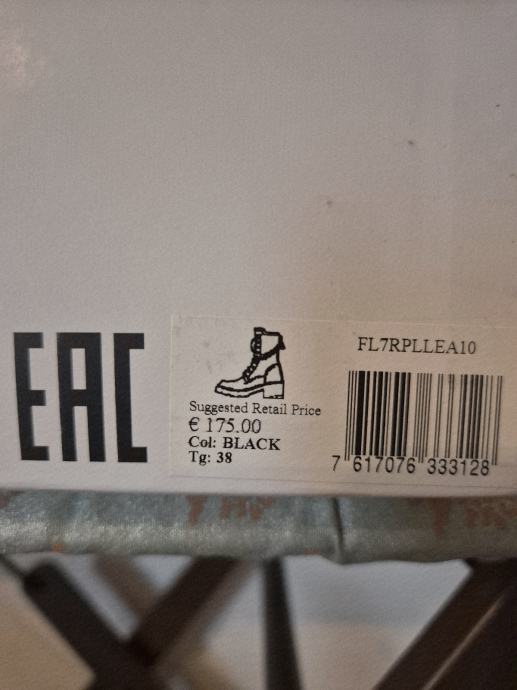 EAC
Suggested Retail Price
€ 175.00
Col: BLACK
Tg: 38
FL7RPLLEA10
7 617076 333128